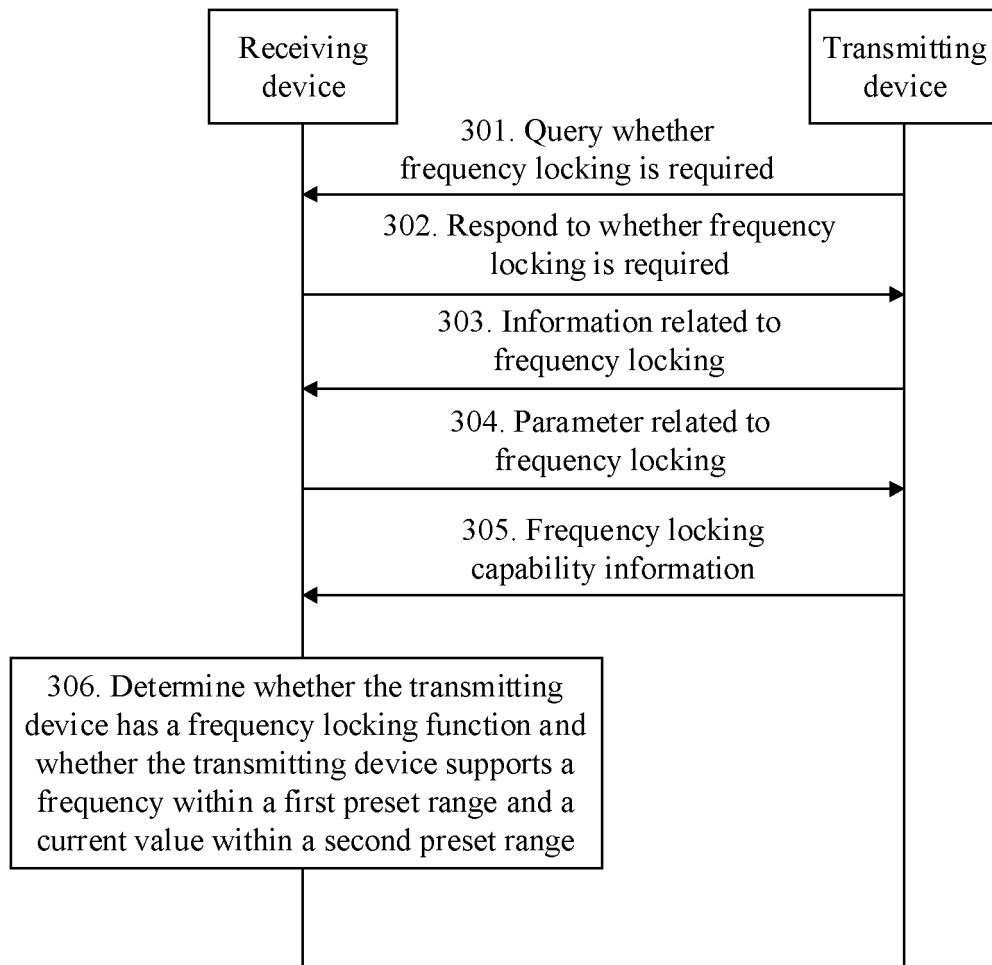 Receiving
device
Transmitting
device
301. Query whether
frequency locking is required
302. Respond to whether frequency
locking is required
303. Information related to
frequency locking
304. Parameter related to
frequency locking
305. Frequency locking
capability information
306. Determine whether the transmitting
device has a frequency locking function and
whether the transmitting device supports a
frequency within a first preset range and a
current value within a second preset range